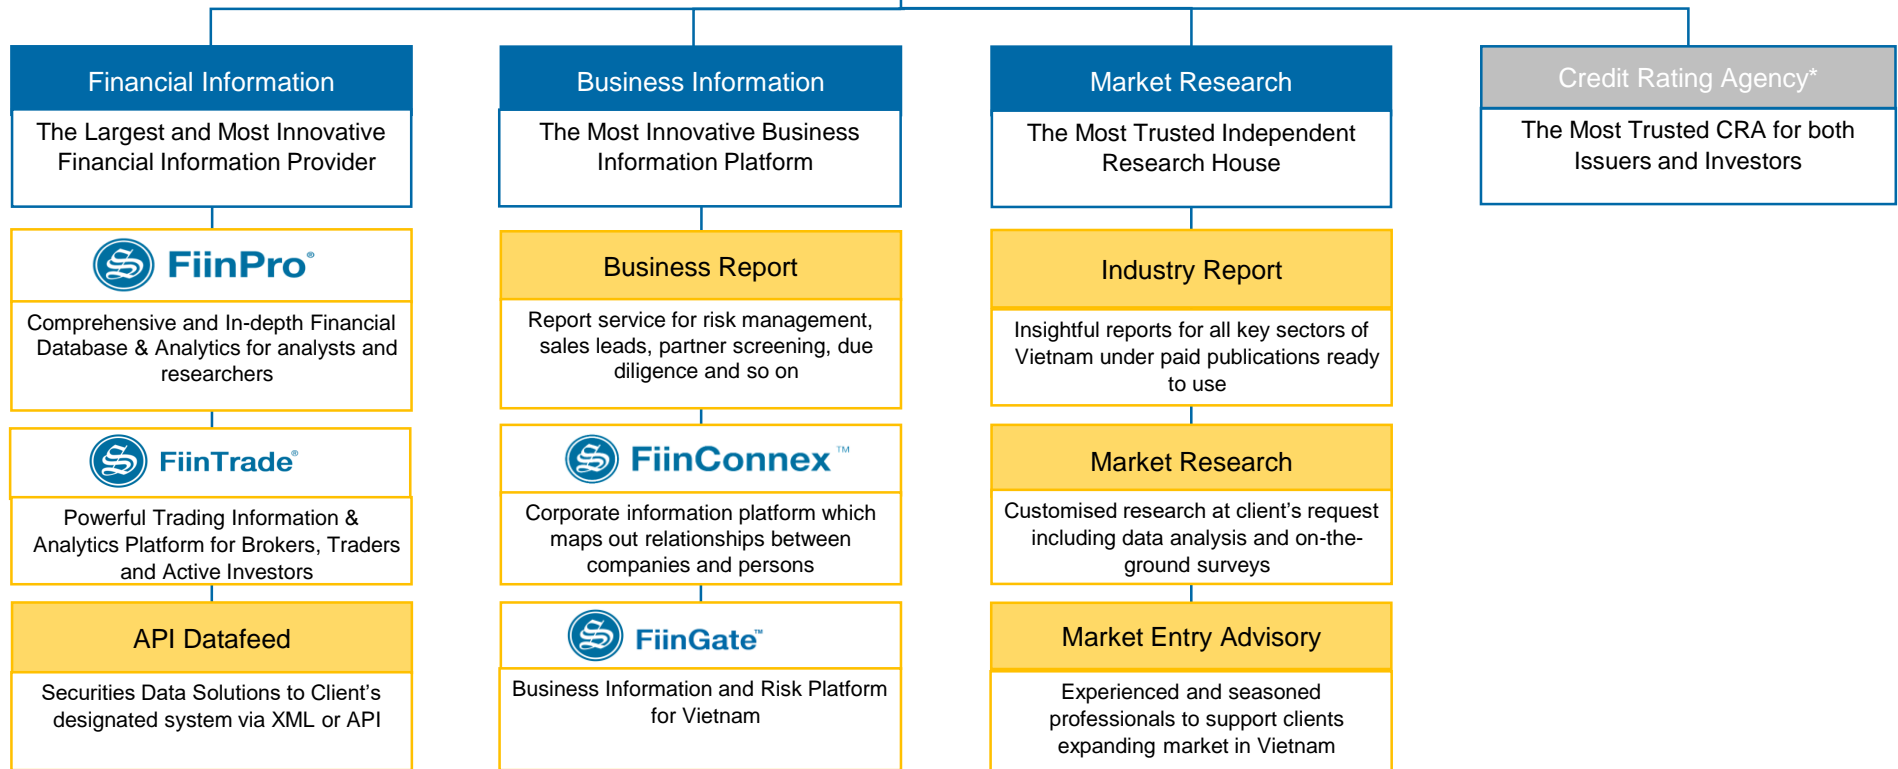 Financial Information
The Largest and Most Innovative
Financial Information Provider
FiinPro®
Comprehensive and In-depth Financial
Database & Analytics for analysts and
researchers
FiinTrade®
Powerful Trading Information &
Analytics Platform for Brokers, Traders
and Active Investors
API Datafeed
Securities Data Solutions to Client's
designated system via XML or API
Business Information
The Most Innovative Business
Information Platform
Business Report
Report service for risk management,
sales leads, partner screening, due
diligence and so on
FiinConnex™
Corporate information platform which
maps out relationships between
companies and persons
FiinGate™
Business Information and Risk Platform
for Vietnam
Market Research
The Most Trusted Independent
Research House
Industry Report
Insightful reports for all key sectors of
Vietnam under paid publications ready
to use
Market Research
Customised research at client's request
including data analysis and on-the-
ground surveys
Market Entry Advisory
Experienced and seasoned
professionals to support clients
expanding market in Vietnam
Credit Rating Agency*
The Most Trusted CRA for both
Issuers and Investors